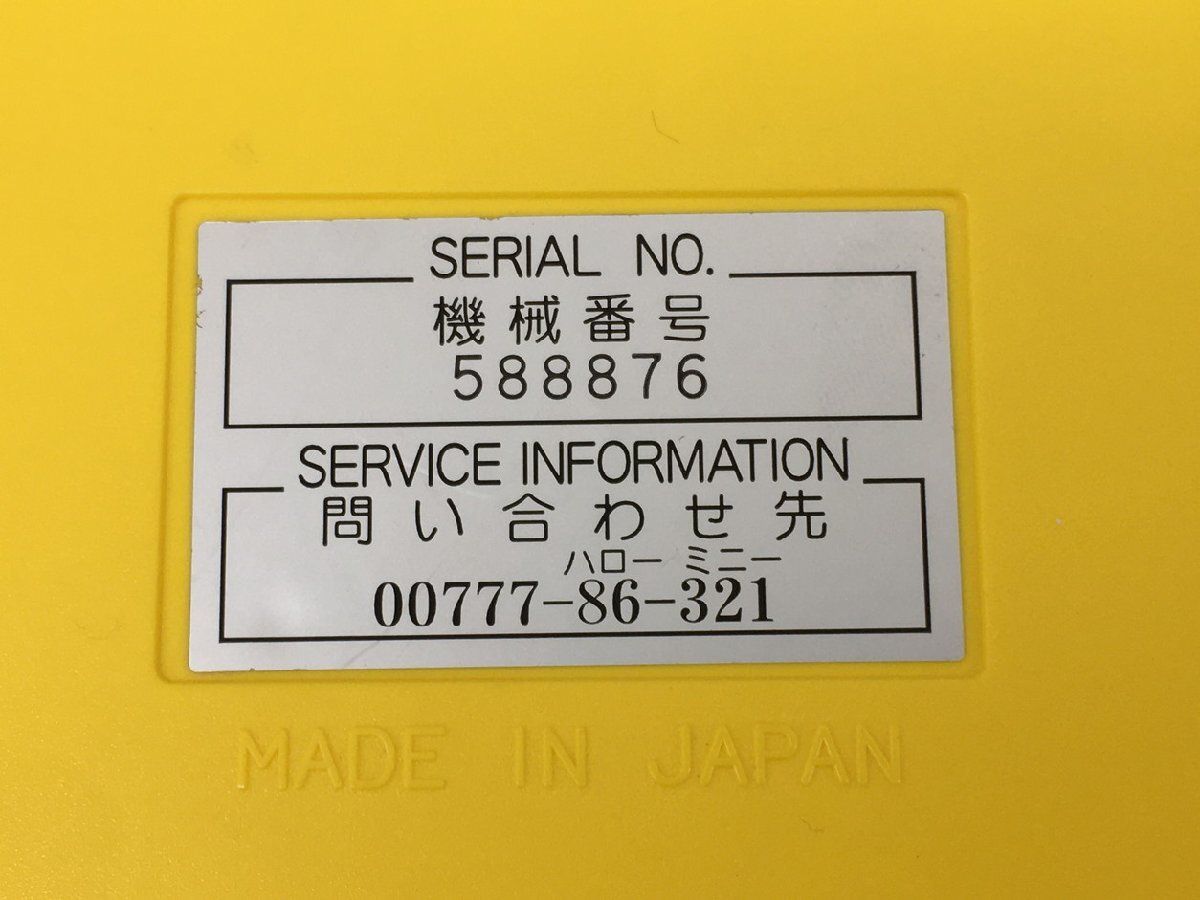 SERIAL NO.
機械番号
588876
SERVICE INFORMATION
問い合わせ先
ハロー ミニー
00777-86-321
MADE IN JAPAN